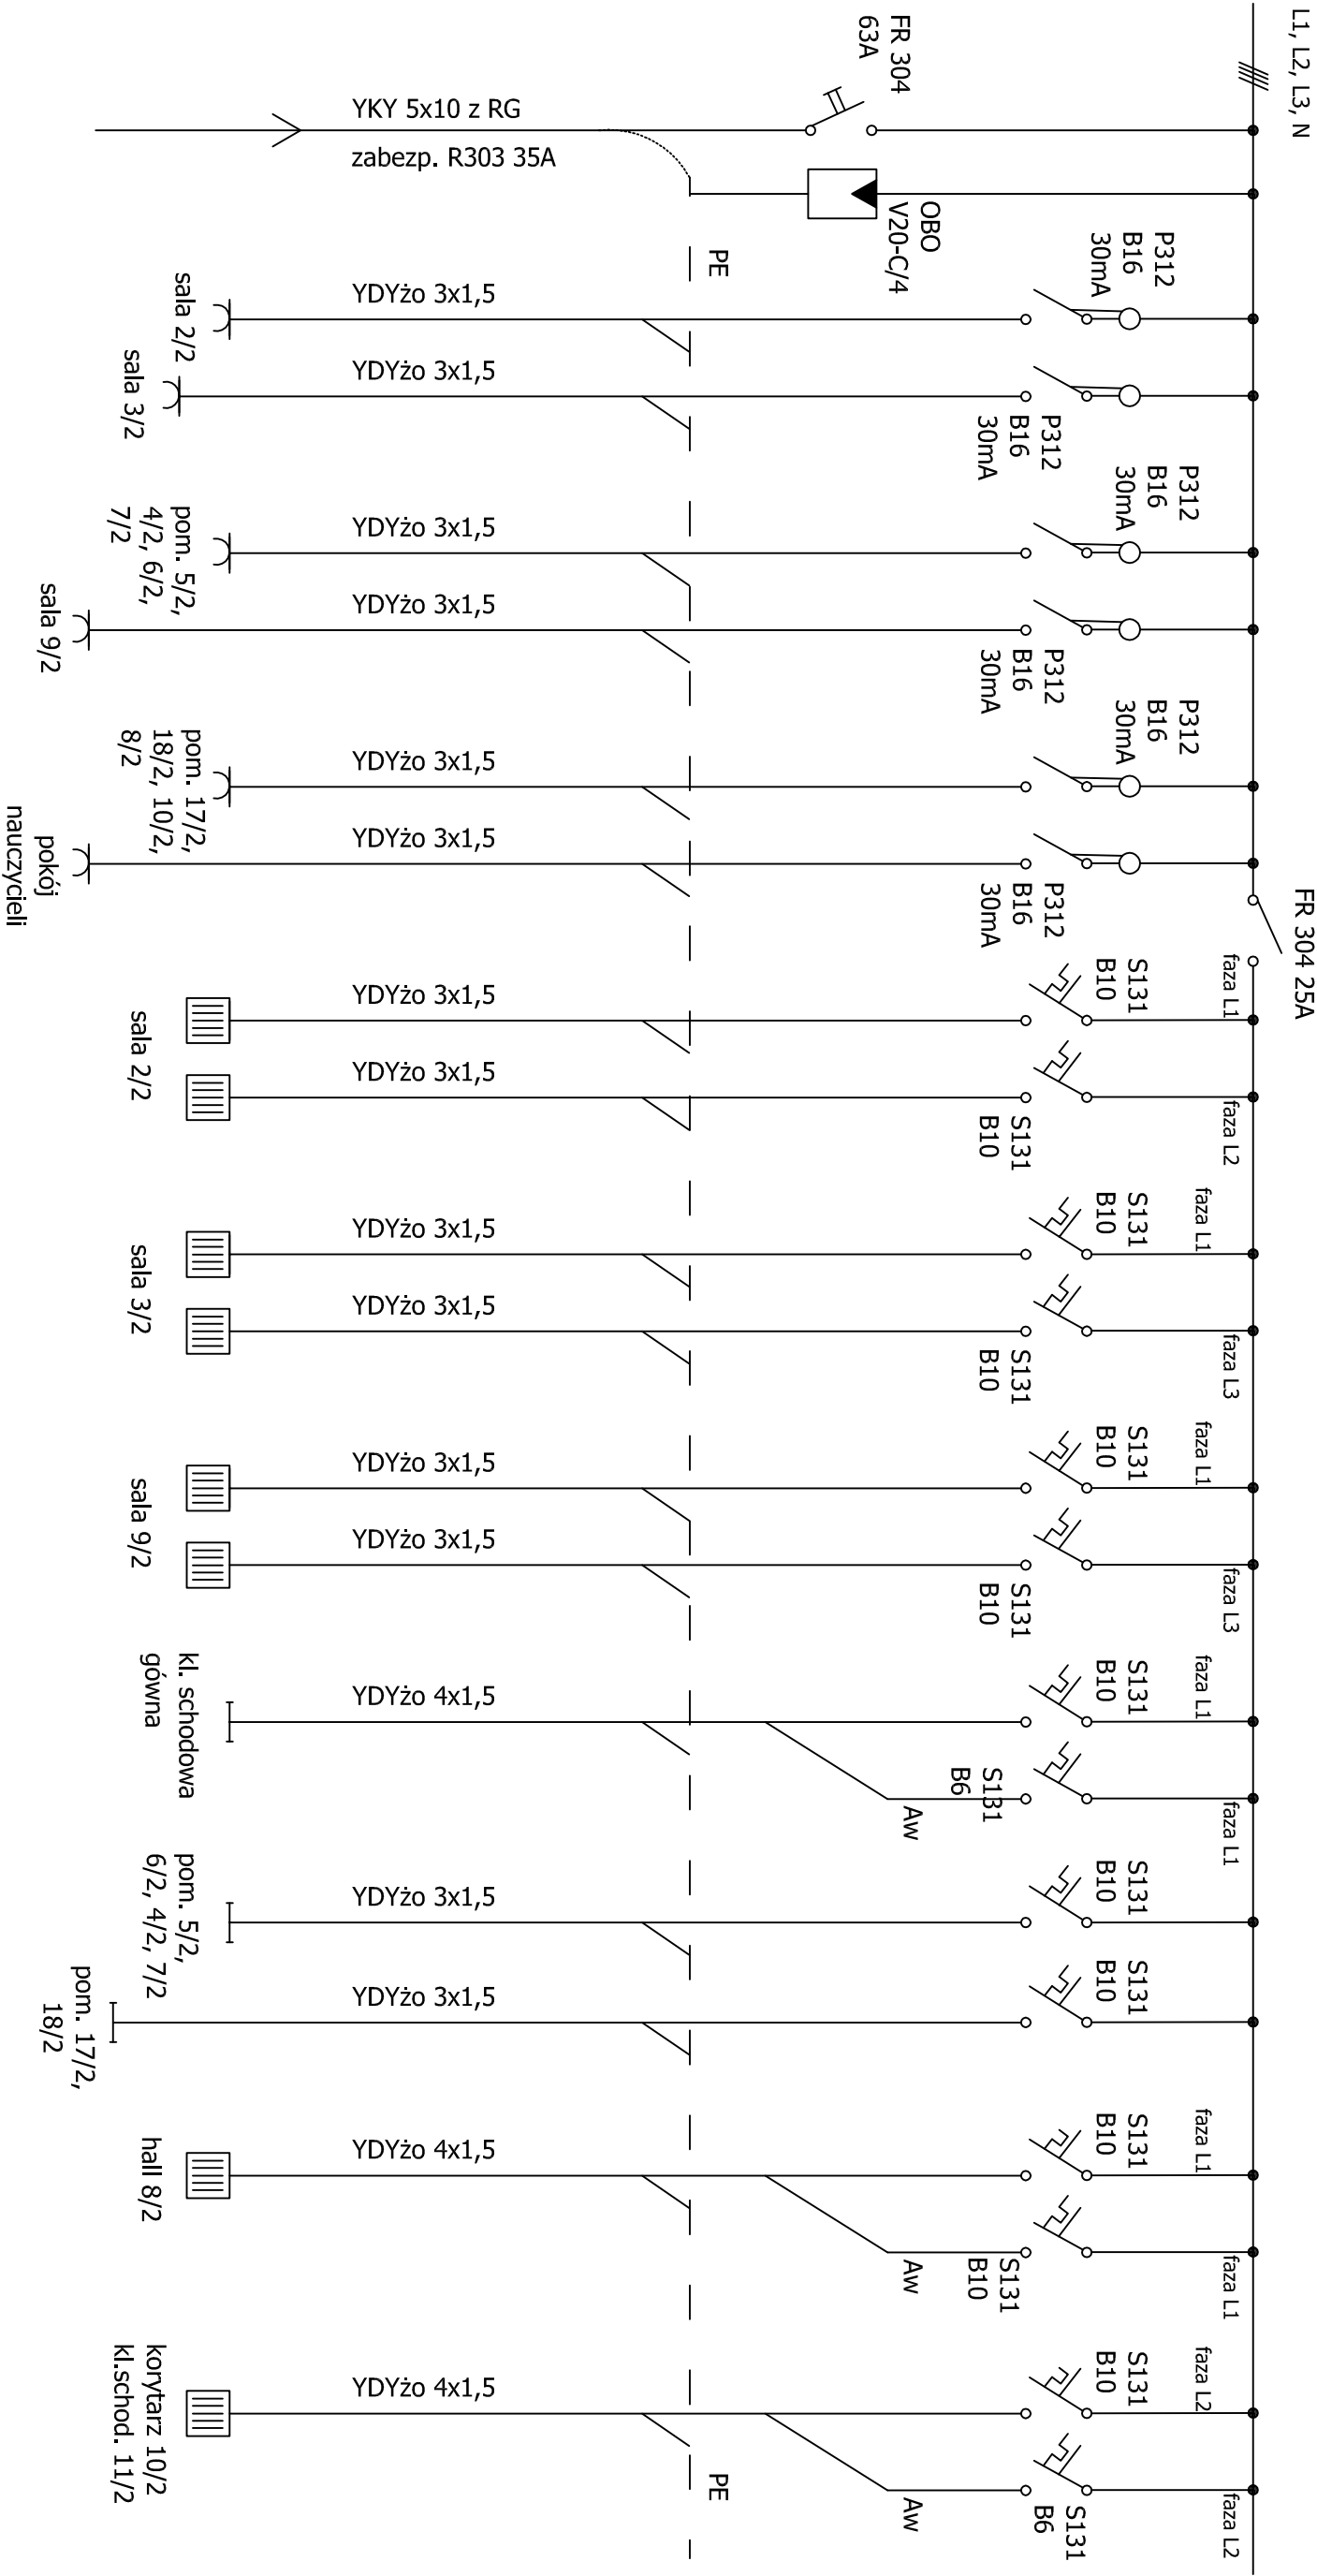 L1, L2, L3, N
FR 304
63A
YKY 5x10 z RG
zabezp. R303 35A
OBO
V20-C/4
PE
P312
B16
30mA
YDYżo 3x1,5
sala 2/2
P312
B16
30mA
YDYżo 3x1,5
sala 3/2
P312
B16
30mA
YDYżo 3x1,5
pom. 5/2,
4/2, 6/2,
7/2
P312
B16
30mA
YDYżo 3x1,5
sala 9/2
P312
B16
30mA
YDYżo 3x1,5
pom. 17/2,
18/2, 10/2,
8/2
P312
B16
30mA
YDYżo 3x1,5
pokój
nauczycieli
FR 304 25A
faza L1
S131
B10
YDYżo 3x1,5
faza L2
S131
B10
YDYżo 3x1,5
sala 2/2
faza L1
S131
B10
YDYżo 3x1,5
faza L3
S131
B10
YDYżo 3x1,5
sala 3/2
faza L1
S131
B10
YDYżo 3x1,5
faza L3
S131
B10
YDYżo 3x1,5
sala 9/2
faza L1
S131
B10
YDYżo 4x1,5
kl. schodowa
gówna
faza L1
S131
B6
Aw
S131
B10
YDYżo 3x1,5
pom. 5/2,
6/2, 4/2, 7/2
S131
B10
YDYżo 3x1,5
pom. 17/2,
18/2
faza L1
S131
B10
YDYżo 4x1,5
hall 8/2
faza L1
S131
B10
Aw
faza L2
S131
B10
YDYżo 4x1,5
korytarz 10/2
kl.schod. 11/2
faza L2
S131
B6
Aw
PE